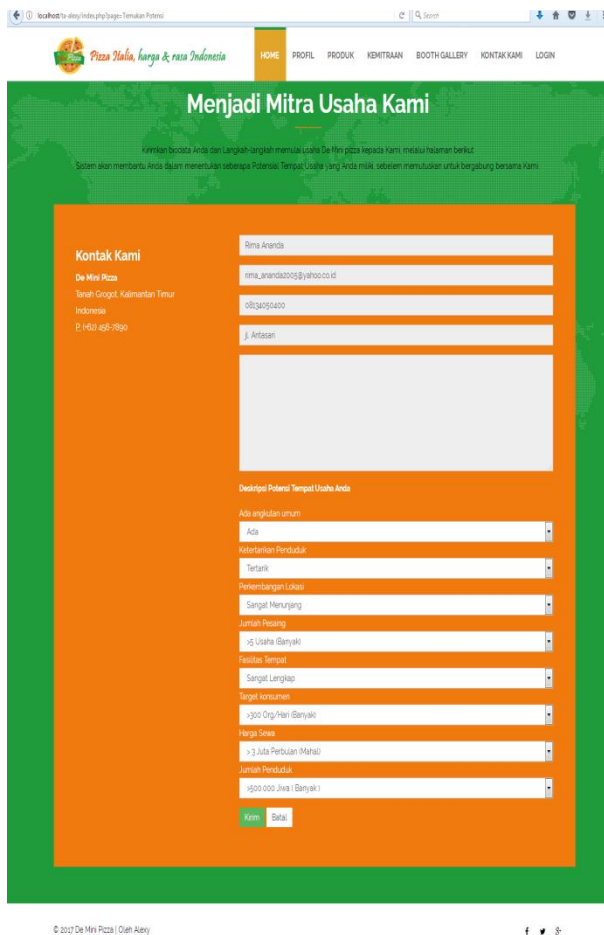 localhost/ta-alexy/index.php?page=Temukan Potensi
Search
Pizza Italia, harga & rasa Indonesia
HOME PROFIL PRODUK KEMITRAAN BOOTH GALLERY KONTAK KAMI LOGIN
Menjadi Mitra Usaha Kami
Kirimkan biodata Anda dan Langkah-langkah memulai usaha De Mini pizza kepada Kami, melalui halaman berikut
Sistem akan membantu Anda dalam menentukan seberapa Potensial Tempat Usaha yang Anda miliki, sebelem memutuskan untuk bergabung bersama Kami.
Kontak Kami
De Mini Pizza
Tanah Grogot, Kalimantan Timur
Indonesia
P: (+62) 456-7890
Rima Ananda
rima_ananda2005@yahoo.co.id
08134050400
jl. Antasari
Deskripsi Potensi Tempat Usaha Anda
Ada angkutan umum
Ada
Ketertarikan Penduduk
Tertarik
Perkembangan Lokasi
Sangat Menunjang
Jumlah Pesaing
>5 Usaha (Banyak)
Fasilitas Tempat
Sangat Lengkap
Target konsumen
>300 Org/Hari (Banyak)
Harga Sewa
> 3 Juta Perbulan (Mahal)
Jumlah Penduduk
>500.000 Jiwa ( Banyak )
Kirim Batal
© 2017 De Mini Pizza | Oleh Alexy